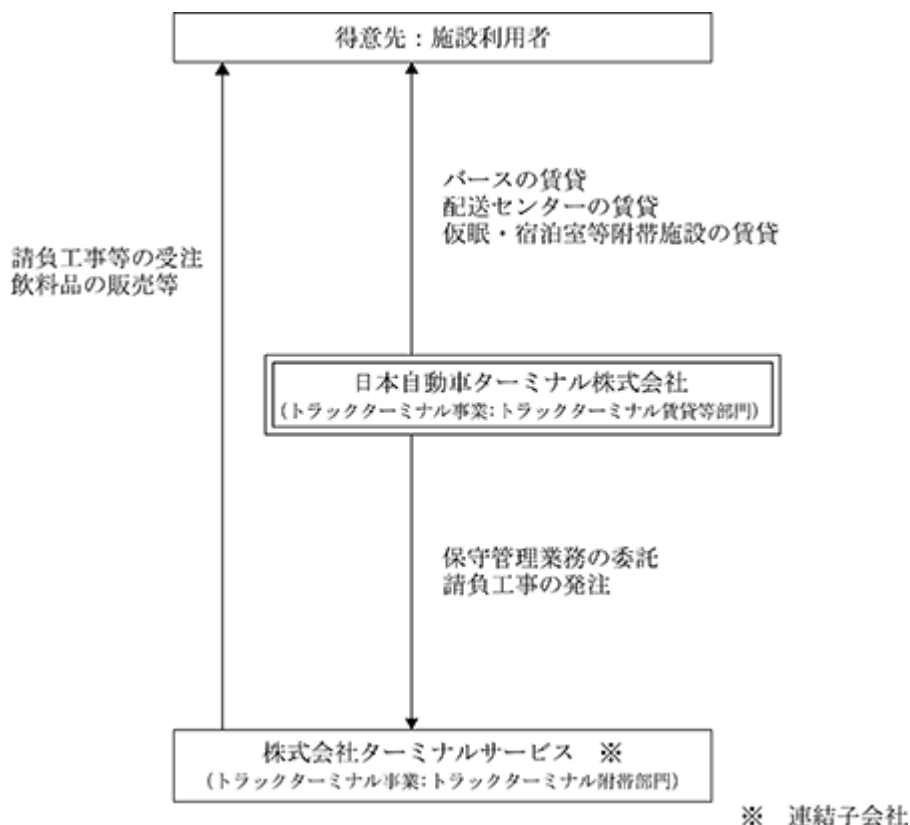 得意先：施設利用者
バースの賃貸
配送センターの賃貸
仮眠・宿泊室等附帯施設の賃貸
請負工事等の受注
飲料品の販売等
日本自動車ターミナル株式会社
(トラックターミナル事業:トラックターミナル賃貸等部門)
保守管理業務の委託
請負工事の発注
株式会社ターミナルサービス ※
(トラックターミナル事業:トラックターミナル附帯部門)
※ 連結子会社